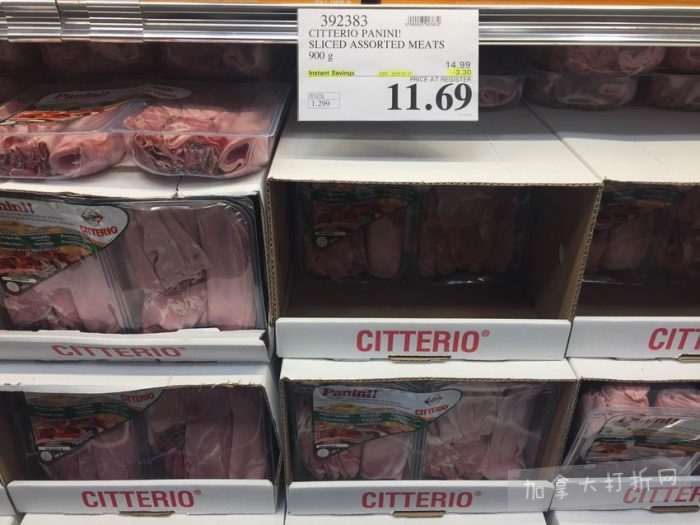 392383
CITTERIO PANINI!
SLICED ASSORTED MEATS
900 g
14.99
Instant Savings
-3.30
PRICE AT REGISTER
1.299
11.69
Panini!
CITTERIO
CITTERIO
CITTERIO®
CITTERIO®
Panini!
CITTERIO
CITTERIO®
CITTERIO®
加拿大打折网